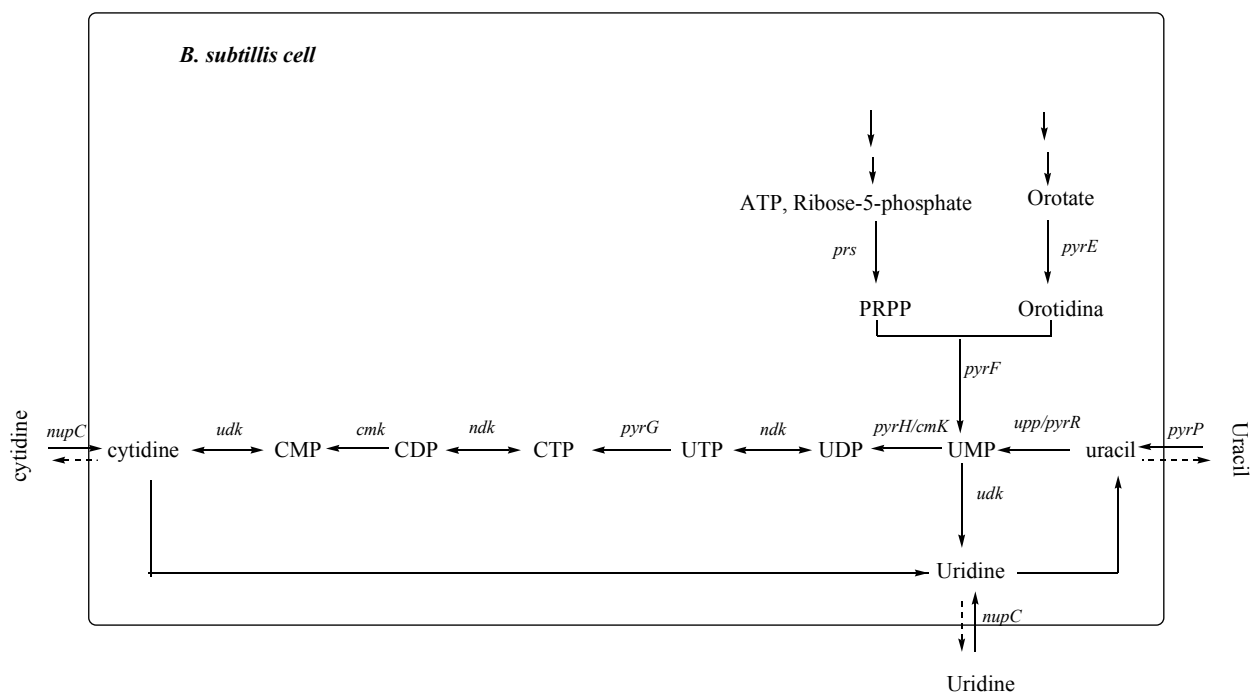 B. subtillis cell
ATP, Ribose-5-phosphate
Orotate
prs
pyrE
PRPP
Orotidina
pyrF
cytidine
nupC
cytidine
udk
CMP
cmk
CDP
ndk
CTP
pyrG
UTP
ndk
UDP
pyrH/cmK
UMP
upp/pyrR
uracil
pyrP
Uracil
udk
Uridine
nupC
Uridine